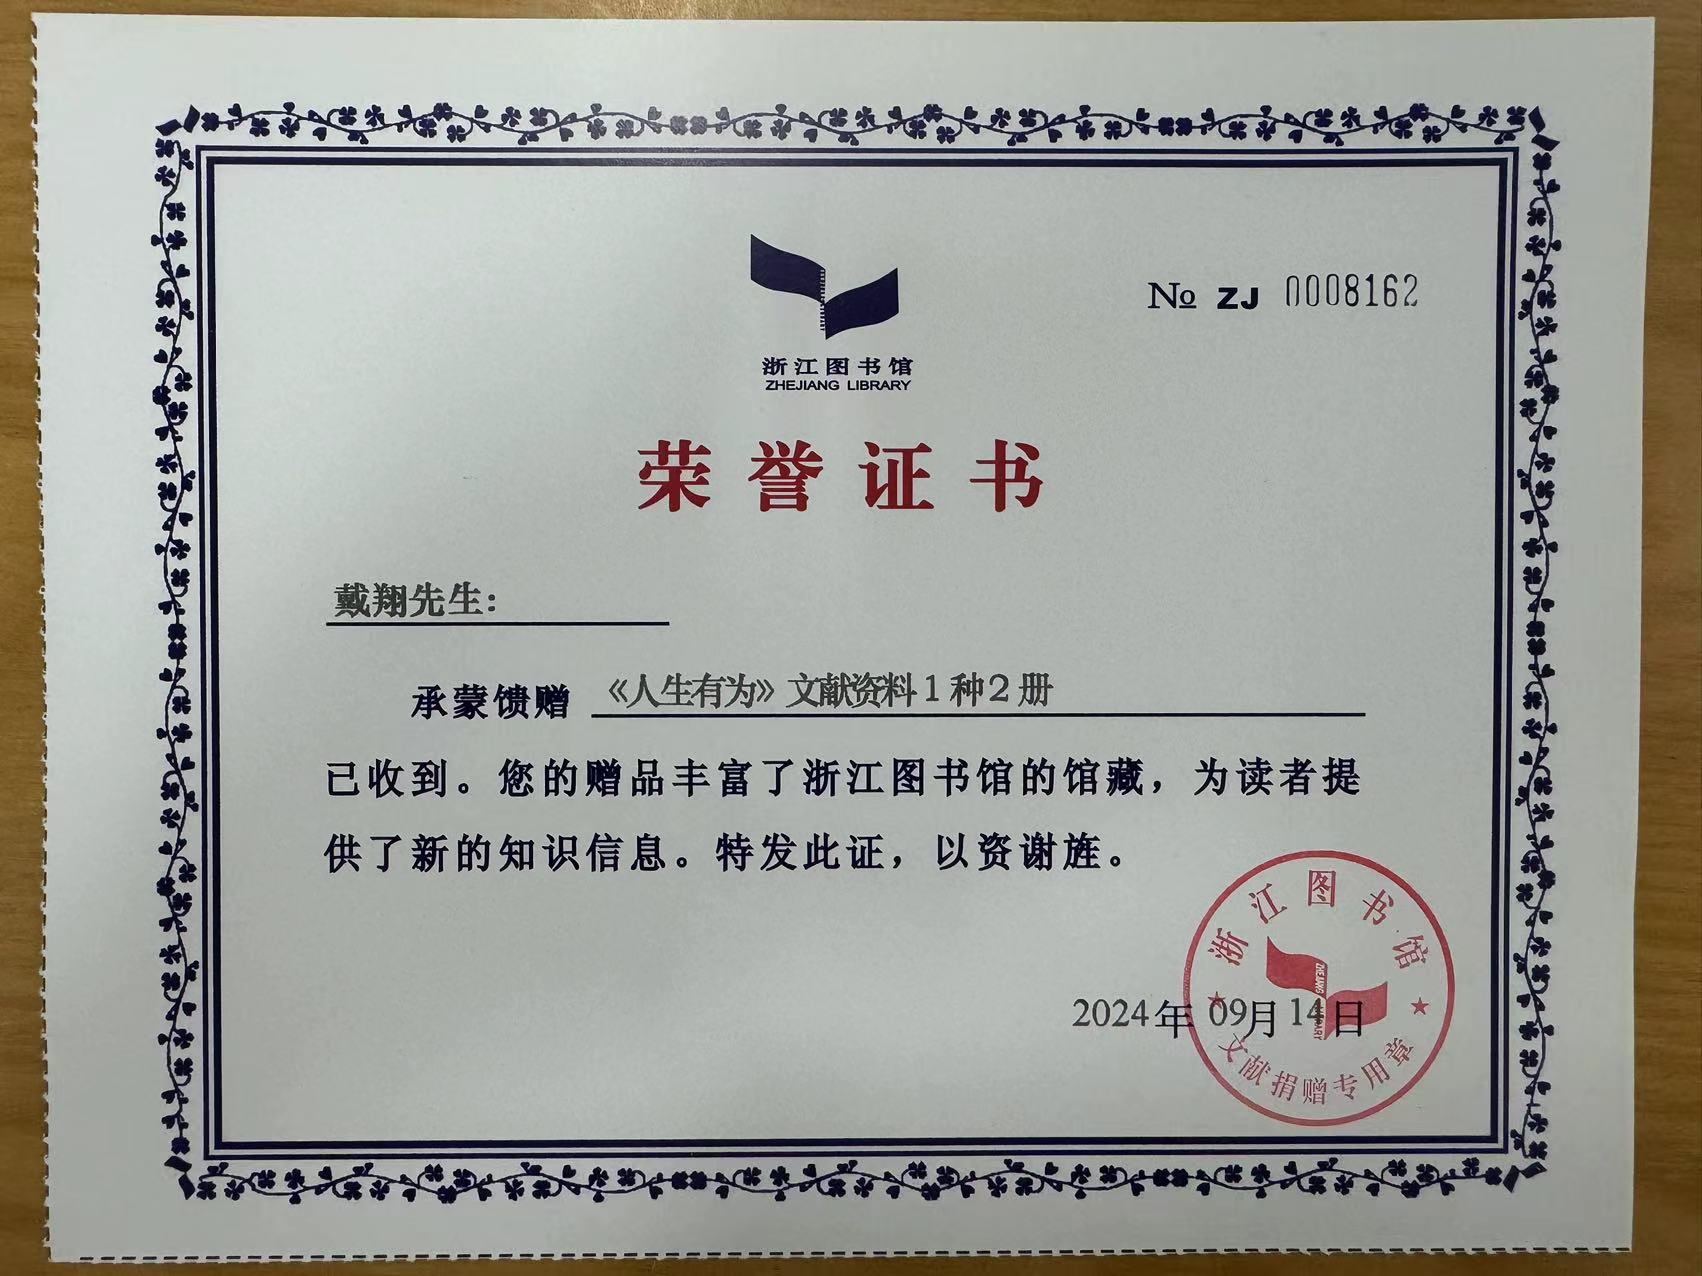 浙江图书馆
ZHEJIANG LIBRARY
№ ZJ 0008162
荣誉证书
戴翔先生:
承蒙馈赠 《人生有为》文献资料1种2册
已收到。您的赠品丰富了浙江图书馆的馆藏，为读者提
供了新的知识信息。特发此证，以资谢旌。
2024年 09月 14日
浙江图书馆
ZHEJIANG LIBRARY
文献捐赠专用章